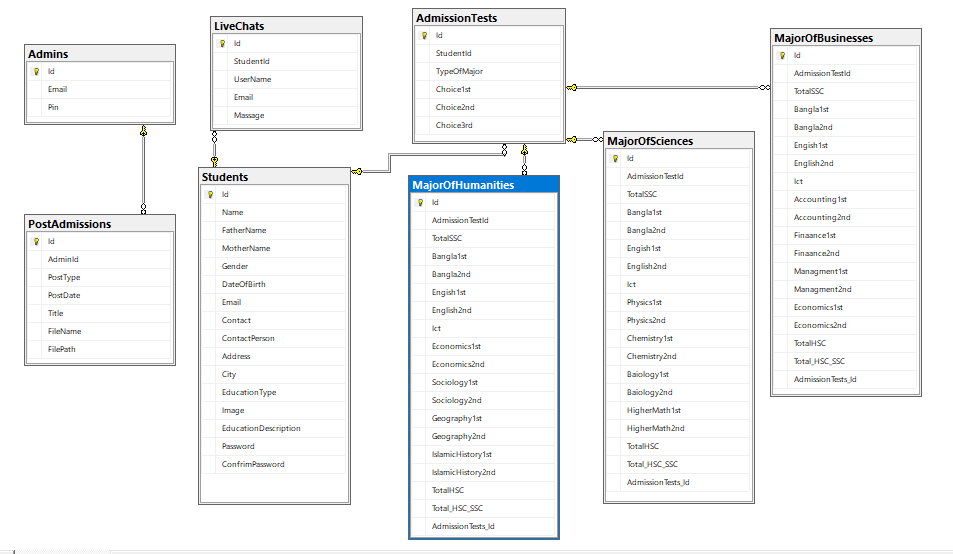 Admins
Id
Email
Pin
LiveChats
Id
StudentId
UserName
Email
Massage
AdmissionTests
Id
StudentId
TypeOfMajor
Choice1st
Choice2nd
Choice3rd
MajorOfBusinesses
Id
AdmissionTestId
TotalSSC
Bangla1st
Bangla2nd
Engish1st
English2nd
Ict
Accounting1st
Accounting2nd
Finaance1st
Finaance2nd
Managment1st
Managment2nd
Economics1st
Economics2nd
TotalHSC
Total_HSC_SSC
AdmissionTests_Id
PostAdmissions
Id
AdminId
PostType
PostDate
Title
FileName
FilePath
Students
Id
Name
FatherName
MotherName
Gender
DateOfBirth
Email
Contact
ContactPerson
Address
City
EducationType
Image
EducationDescription
Password
ConfrimPassword
MajorOfHumanities
Id
AdmissionTestId
TotalSSC
Bangla1st
Bangla2nd
Engish1st
English2nd
Ict
Economics1st
Economics2nd
Sociology1st
Sociology2nd
Geography1st
Geography2nd
IslamicHistory1st
IslamicHistory2nd
TotalHSC
Total_HSC_SSC
AdmissionTests_Id
MajorOfSciences
Id
AdmissionTestId
TotalSSC
Bangla1st
Bangla2nd
Engish1st
English2nd
Ict
Physics1st
Physics2nd
Chemistry1st
Chemistry2nd
Baiology1st
Baiology2nd
HigherMath1st
HigherMath2nd
TotalHSC
Total_HSC_SSC
AdmissionTests_Id